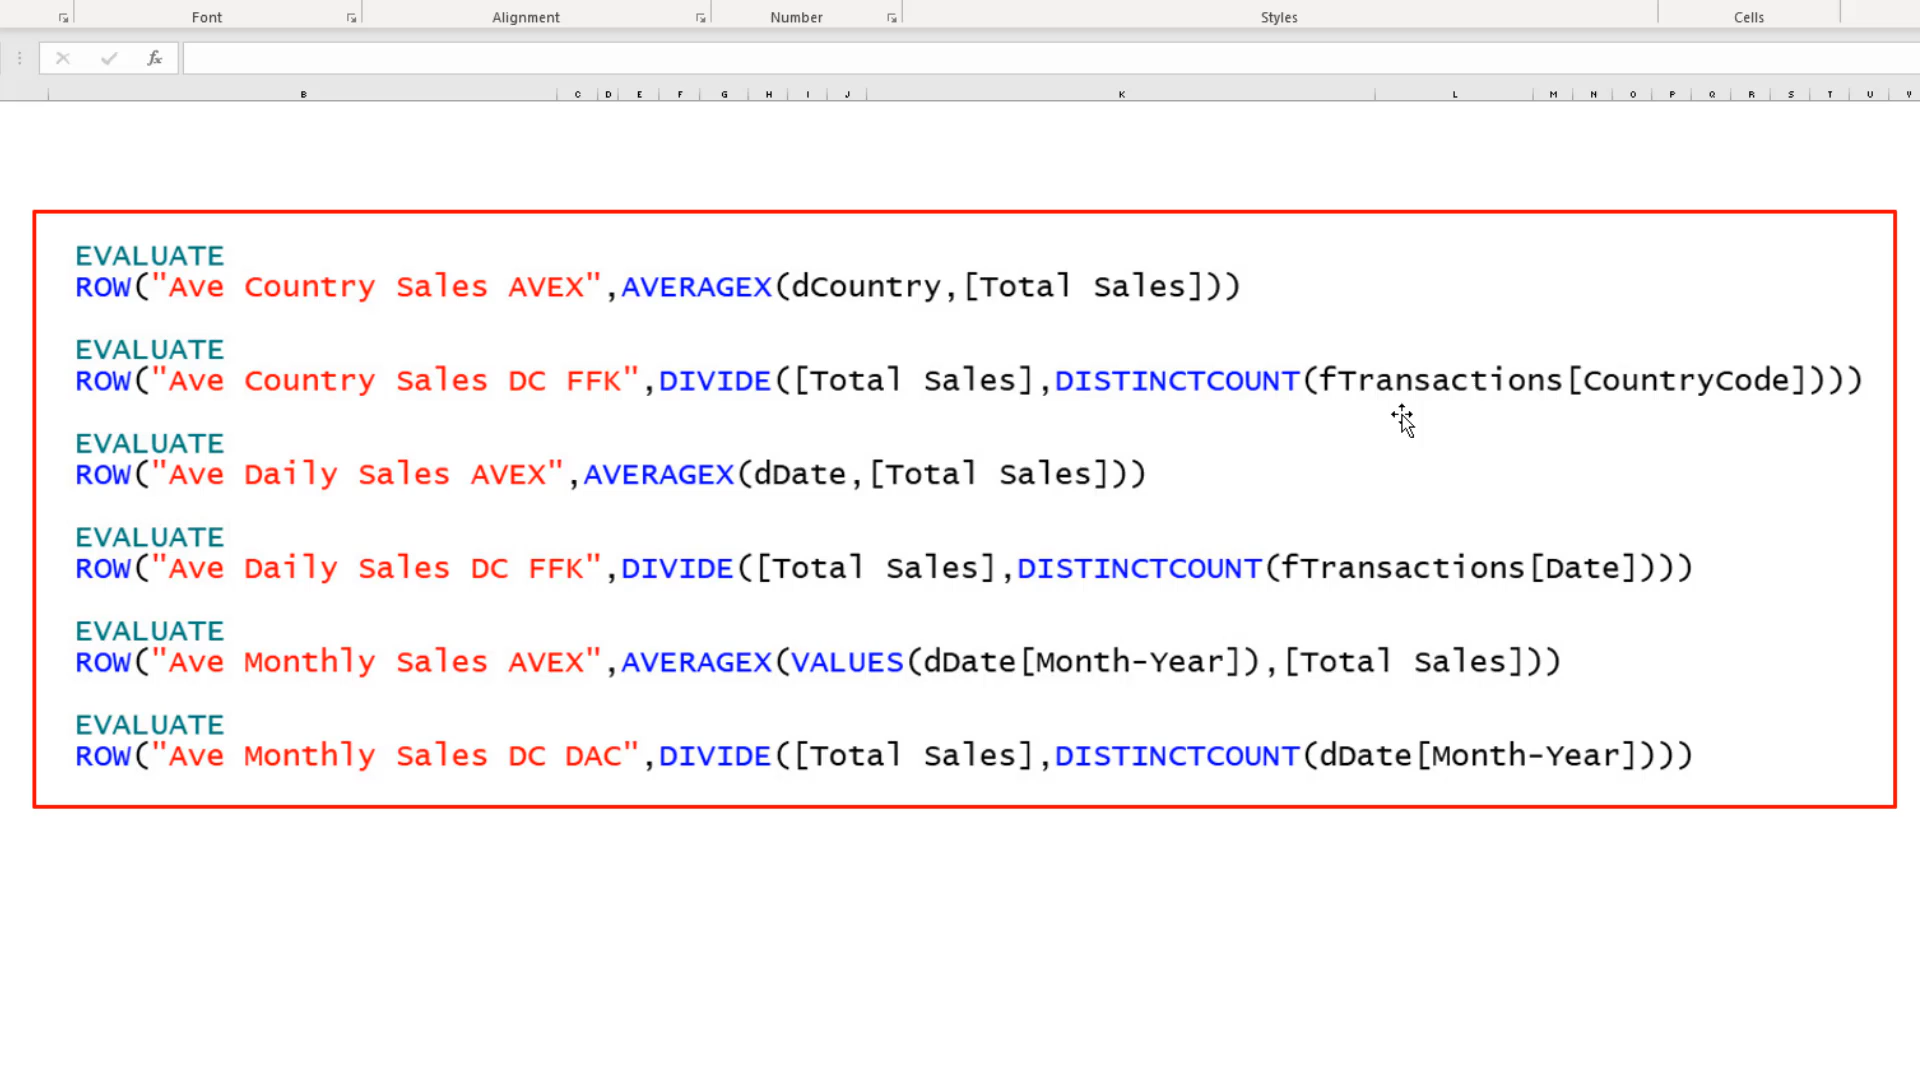 Font Alignment Number Styles Cells
fx
B C D E F G H I J K L M N O P Q R S T U V
EVALUATE
ROW("Ave Country Sales AVEX",AVERAGEX(dCountry,[Total Sales]))
EVALUATE
ROW("Ave Country Sales DC FFK",DIVIDE([Total Sales],DISTINCTCOUNT(fTransactions[CountryCode])))
EVALUATE
ROW("Ave Daily Sales AVEX",AVERAGEX(dDate,[Total Sales]))
EVALUATE
ROW("Ave Daily Sales DC FFK",DIVIDE([Total Sales],DISTINCTCOUNT(fTransactions[Date])))
EVALUATE
ROW("Ave Monthly Sales AVEX",AVERAGEX(VALUES(dDate[Month-Year]),[Total Sales]))
EVALUATE
ROW("Ave Monthly Sales DC DAC",DIVIDE([Total Sales],DISTINCTCOUNT(dDate[Month-Year])))